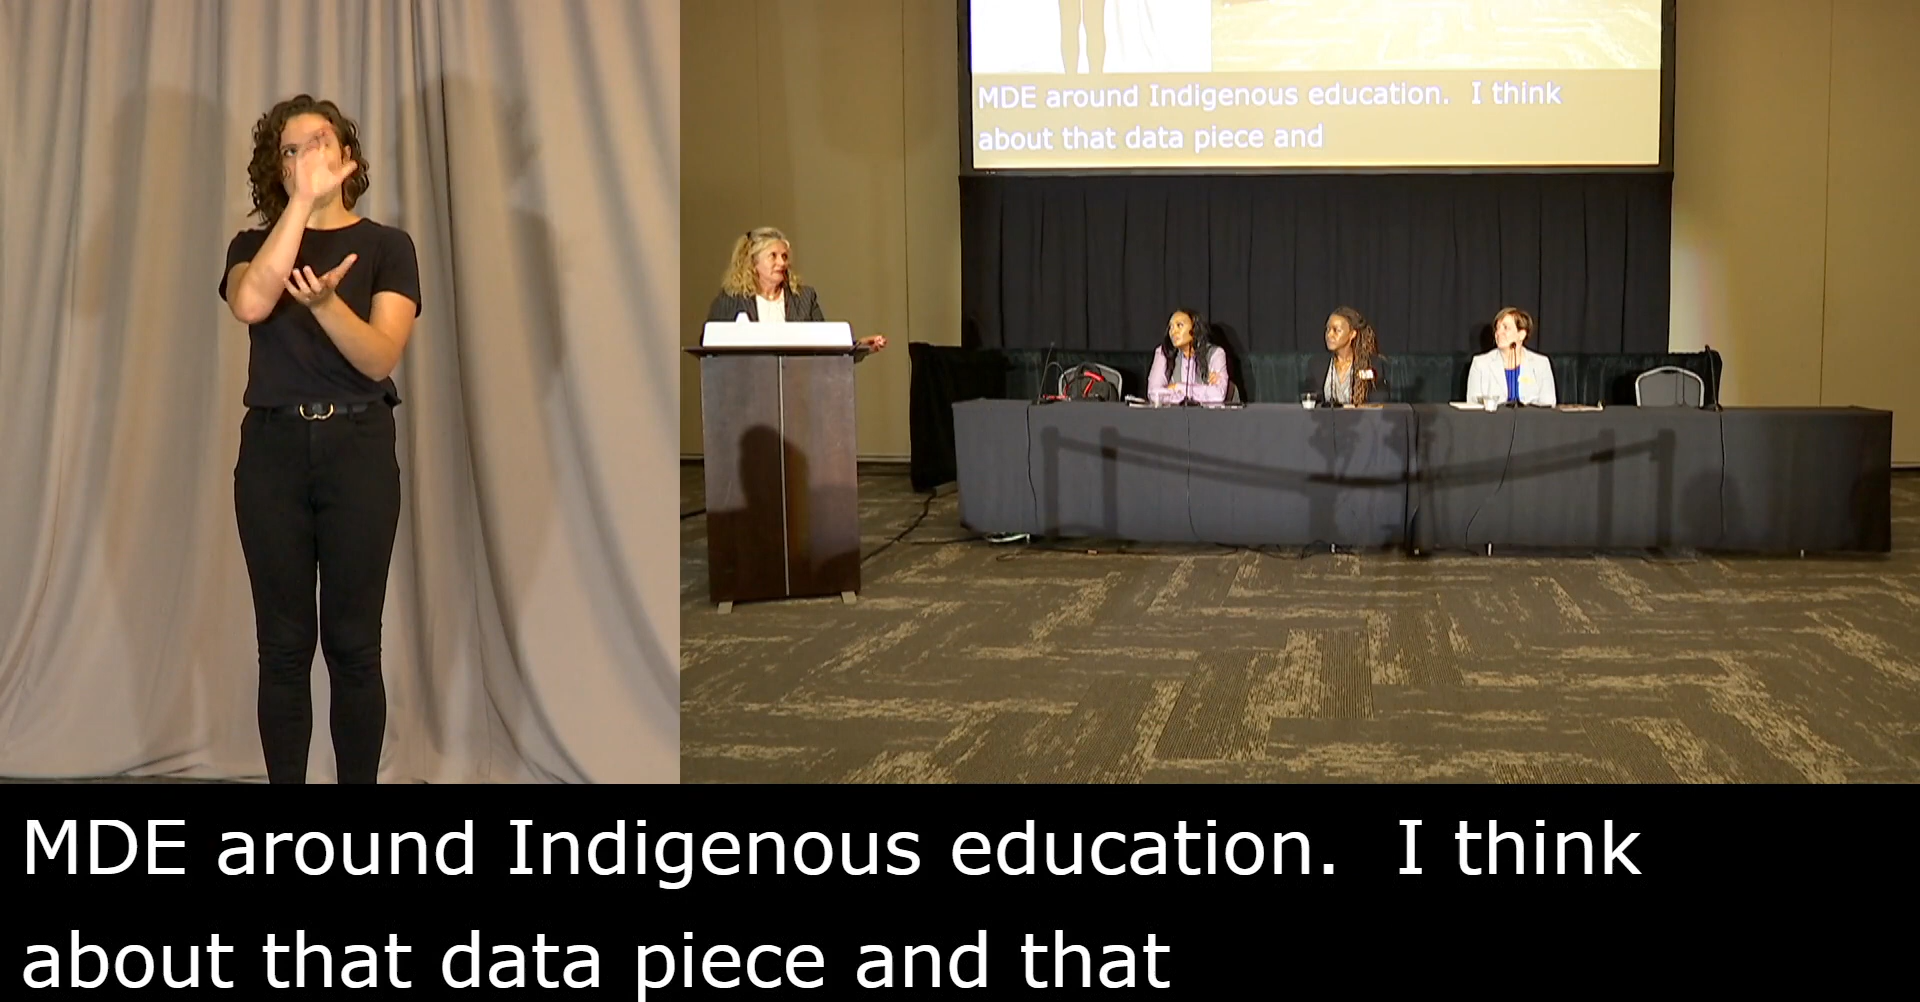 MDE around Indigenous education.  I think
about that data piece and
MDE around Indigenous education.  I think
about that data piece and that